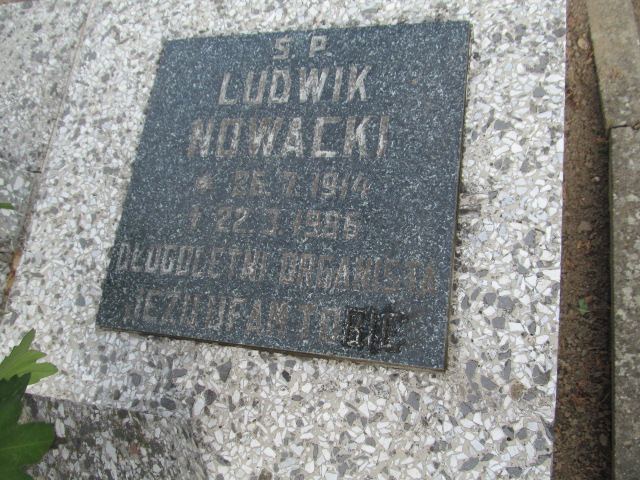 Ś P
LUDWIK
NOWACKI
* 26.7.1914
† 22.3.1986
DŁUGOLETNI ORGANISTA
JEZU UFAM TOBIE